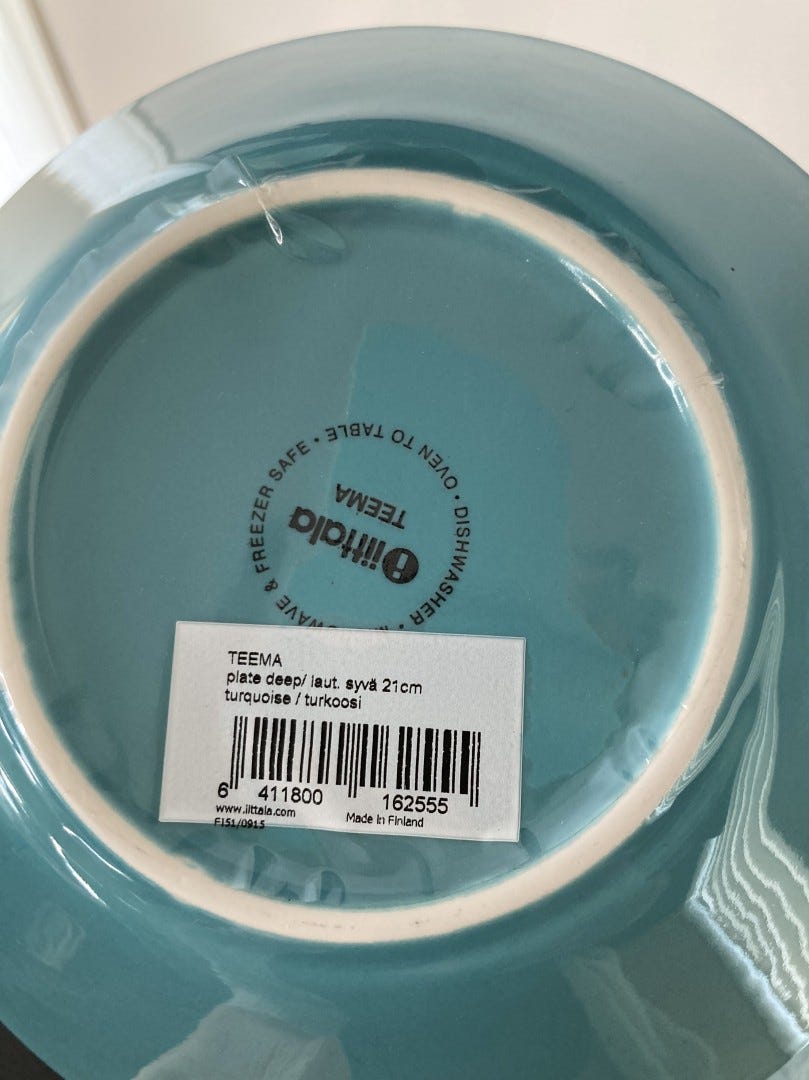 OVEN TO TABLE • DISHWASHER • WAVE & FREEZER SAFE •
iittala
TEEMA
TEEMA
plate deep/ laut. syvä 21cm
turquoise / turkoosi
6 411800 162555
www.iittala.com
Made in Finland
F151/0915